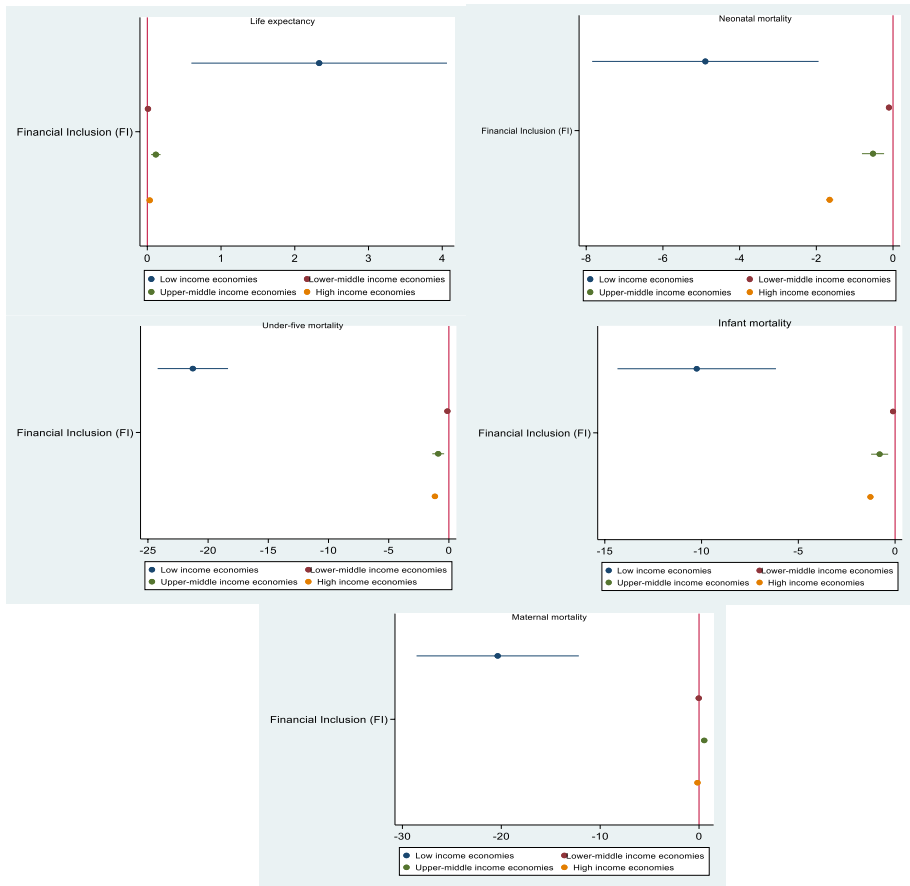 Life expectancy
Financial Inclusion (FI)
0 1 2 3 4
Low income economies Lower-middle income economies
Upper-middle income economies High income economies
Neonatal mortality
Financial Inclusion (FI)
-8 -6 -4 -2 0
Low income economies Lower-middle income economies
Upper-middle income economies High income economies
Under-five mortality
Financial Inclusion (FI)
-25 -20 -15 -10 -5 0
Low income economies Lower-middle income economies
Upper-middle income economies High income economies
Infant mortality
Financial Inclusion (FI)
-15 -10 -5 0
Low income economies Lower-middle income economies
Upper-middle income economies High income economies
Maternal mortality
Financial Inclusion (FI)
-30 -20 -10 0
Low income economies Lower-middle income economies
Upper-middle income economies High income economies